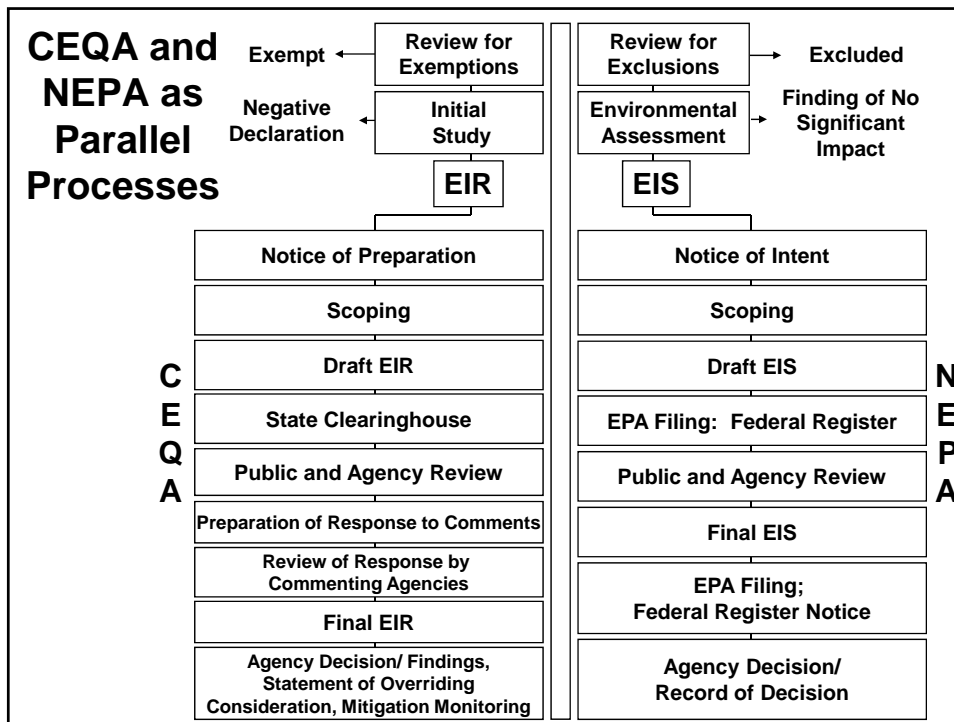 CEQA and
NEPA as
Parallel
Processes
Exempt
Review for
Exemptions
Negative
Declaration
Initial
Study
EIR
Notice of Preparation
Scoping
Draft EIR
State Clearinghouse
Public and Agency Review
Preparation of Response to Comments
Review of Response by
Commenting Agencies
Final EIR
Agency Decision/ Findings,
Statement of Overriding
Consideration, Mitigation Monitoring
C
E
Q
A
Review for
Exclusions
Excluded
Environmental
Assessment
Finding of No
Significant
Impact
EIS
Notice of Intent
Scoping
Draft EIS
EPA Filing: Federal Register
Public and Agency Review
Final EIS
EPA Filing;
Federal Register Notice
Agency Decision/
Record of Decision
N
E
P
A